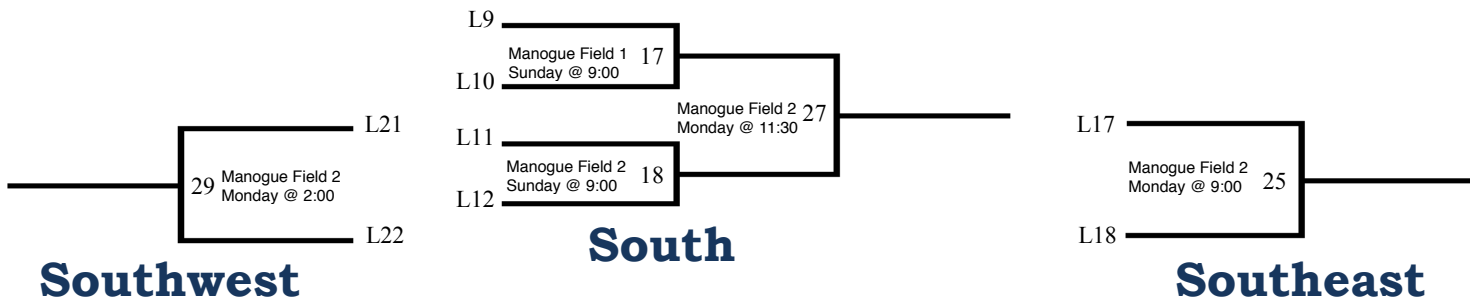 L21
29
Manogue Field 2
Monday @ 2:00
L22
Southwest
L9
Manogue Field 1
Sunday @ 9:00
17
L10
Manogue Field 2
Monday @ 11:30
27
L11
Manogue Field 2
Sunday @ 9:00
18
L12
South
L17
Manogue Field 2
Monday @ 9:00
25
L18
Southeast